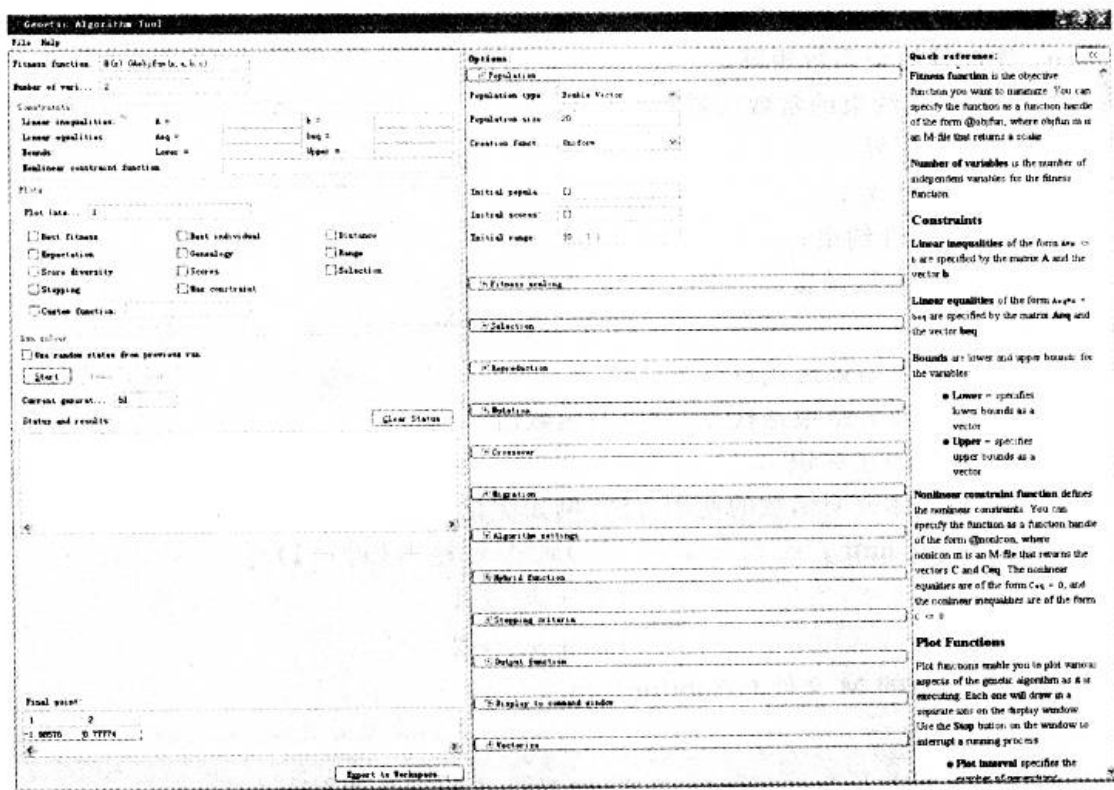 Genetic Algorithm Tool
File Help
Fitness function:
Number of vari... 2
Constraints:
Linear inequalities: A = b =
Linear equalities: Aeq = beq =
Bounds: Lower = Upper =
Nonlinear constraint function
Plots
Plot inte... 1
Best fitness Best individual Distance
Expectation Genealogy Range
Score diversity Scores Selection
Stopping Max constraint
Custom function:
Run solver
Use random states from previous run
Start
Current generat... 51
Status and results: Clear Status
Final point:
1 2
0.77774
Export to Workspace...
Options:
Population
Population type: Double Vector
Population size: 20
Creation funct... Uniform
Initial popula... []
Initial scores: []
Initial range:
Fitness scaling
Selection
Reproduction
Mutation
Crossover
Migration
Algorithm settings
Hybrid function
Stopping criteria
Output function
Display to command window
Vectorize
Quick reference: <<
Fitness function is the objective
function you want to minimize. You can
specify the function as a function handle
of the form @objfun, where objfun.m is
an M-file that returns a scalar.
Number of variables is the number of
independent variables for the fitness
function.
Constraints
Linear inequalities of the form
b are specified by the matrix A and the
vector b
Linear equalities of the form Aeq*x =
beq are specified by the matrix Aeq and
the vector beq
Bounds are lower and upper bounds for
the variables
• Lower = specifies
lower bounds as a
vector
• Upper = specifies
upper bounds as a
vector
Nonlinear constraint function defines
the nonlinear constraints. You can
specify the function as a function handle
of the form @nonlcon, where
nonlcon.m is an M-file that returns the
vectors C and Ceq. The nonlinear
equalities are of the form Ceq = 0, and
the nonlinear inequalities are of the form
C <= 0
Plot Functions
Plot functions enable you to plot various
aspects of the genetic algorithm as it is
executing. Each one will draw in a
separate axis on the display window.
Use the Stop button on the window to
interrupt a running process
• Plot interval specifies the
number of generations